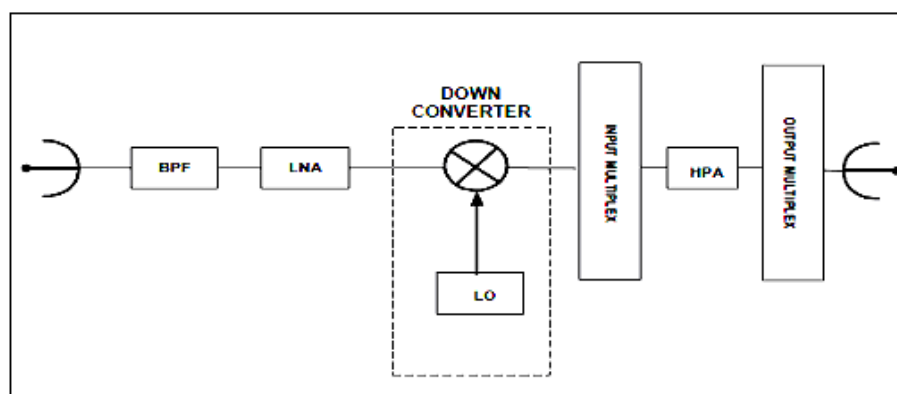 DOWN
CONVERTER
BPF
LNA
LO
INPUT MULTIPLEX
HPA
OUTPUT MULTIPLEX